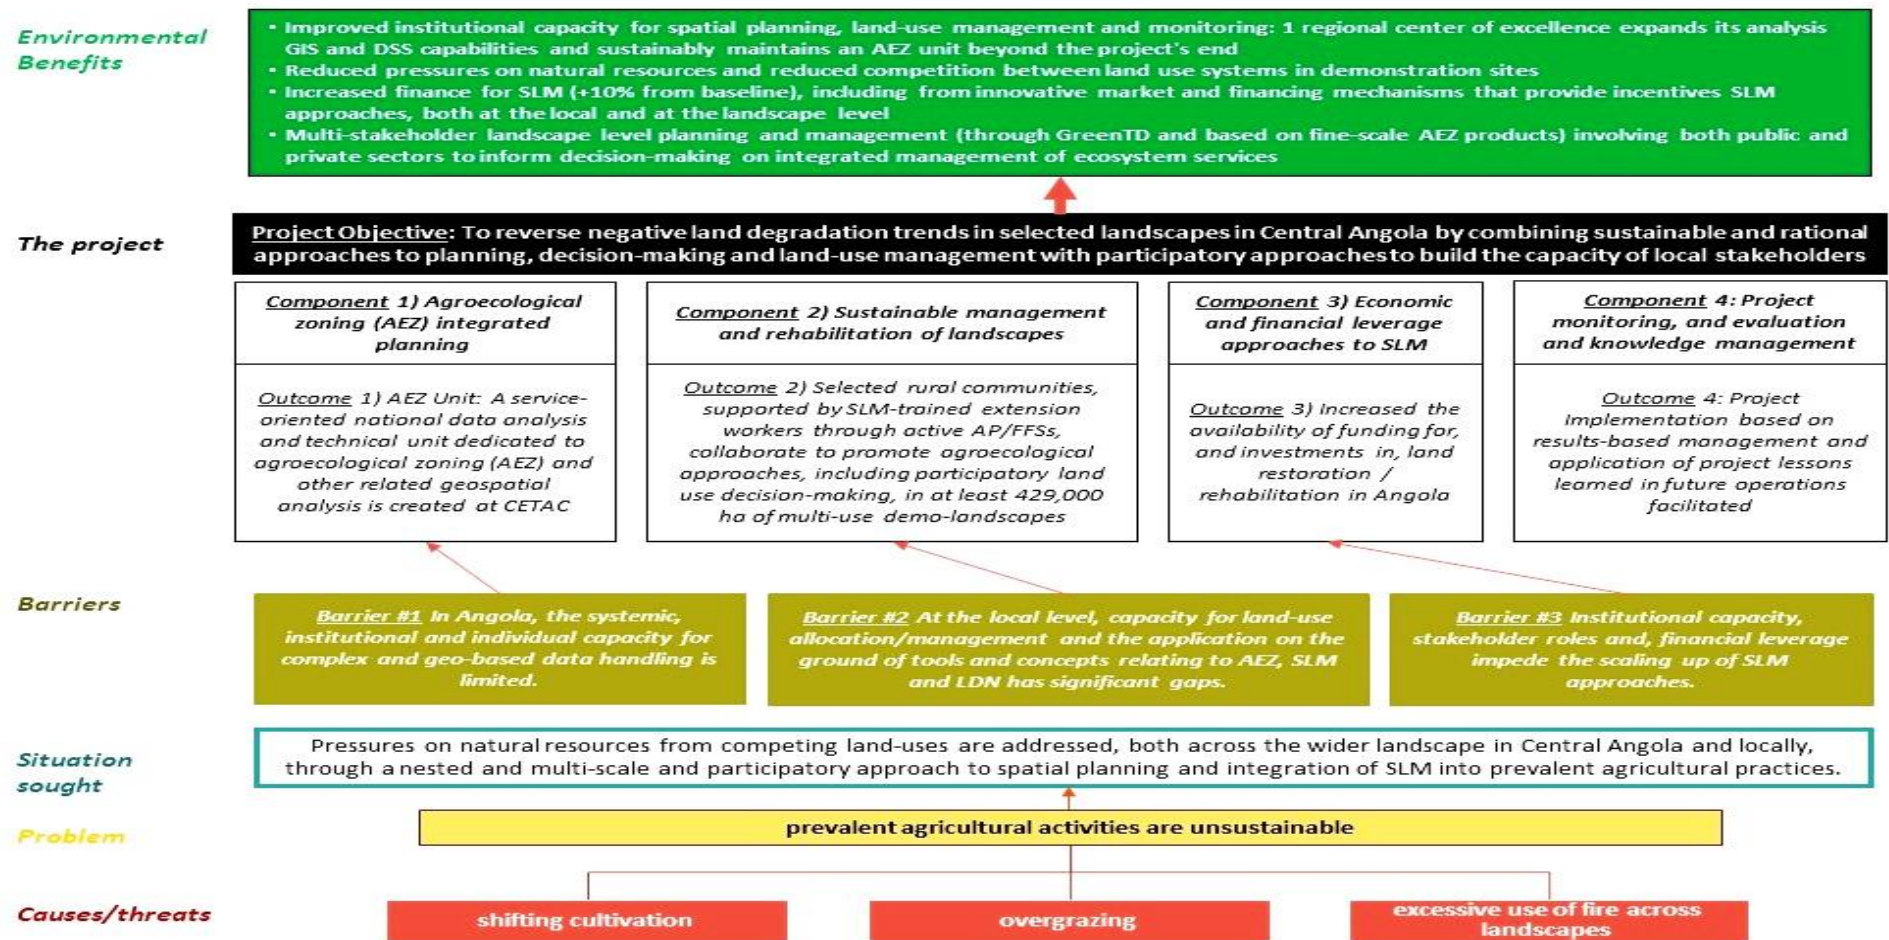 Environmental
Benefits
• Improved institutional capacity for spatial planning, land-use management and monitoring: 1 regional center of excellence expands its analysis
GIS and DSS capabilities and sustainably maintains an AEZ unit beyond the project's end
• Reduced pressures on natural resources and reduced competition between land use systems in demonstration sites
• Increased finance for SLM (+10% from baseline), including from innovative market and financing mechanisms that provide incentives SLM
approaches, both at the local and at the landscape level
• Multi-stakeholder landscape level planning and management (through GreenTD and based on fine-scale AEZ products) involving both public and
private sectors to inform decision-making on integrated management of ecosystem services
The project
Project Objective: To reverse negative land degradation trends in selected landscapes in Central Angola by combining sustainable and rational
approaches to planning, decision-making and land-use management with participatory approaches to build the capacity of local stakeholders
Component 1) Agroecological
zoning (AEZ) integrated
planning
Outcome 1) AEZ Unit: A service-
oriented national data analysis
and technical unit dedicated to
agroecological zoning (AEZ) and
other related geospatial
analysis is created at CETAC
Component 2) Sustainable management
and rehabilitation of landscapes
Outcome 2) Selected rural communities,
supported by SLM-trained extension
workers through active AP/FFSs,
collaborate to promote agroecological
approaches, including participatory land
use decision-making, in at least 429,000
ha of multi-use demo-landscapes
Component 3) Economic
and financial leverage
approaches to SLM
Outcome 3) Increased the
availability of funding for,
and investments in, land
restoration /
rehabilitation in Angola
Component 4: Project
monitoring, and evaluation
and knowledge management
Outcome 4: Project
Implementation based on
results-based management and
application of project lessons
learned in future operations
facilitated
Barriers
Barrier #1 In Angola, the systemic,
institutional and individual capacity for
complex and geo-based data handling is
limited.
Barrier #2 At the local level, capacity for land-use
allocation/management and the application on the
ground of tools and concepts relating to AEZ, SLM
and LDN has significant gaps.
Barrier #3 Institutional capacity,
stakeholder roles and, financial leverage
impede the scaling up of SLM
approaches.
Situation
sought
Pressures on natural resources from competing land-uses are addressed, both across the wider landscape in Central Angola and locally,
through a nested and multi-scale and participatory approach to spatial planning and integration of SLM into prevalent agricultural practices.
Problem
prevalent agricultural activities are unsustainable
Causes/threats
shifting cultivation
overgrazing
excessive use of fire across
landscapes